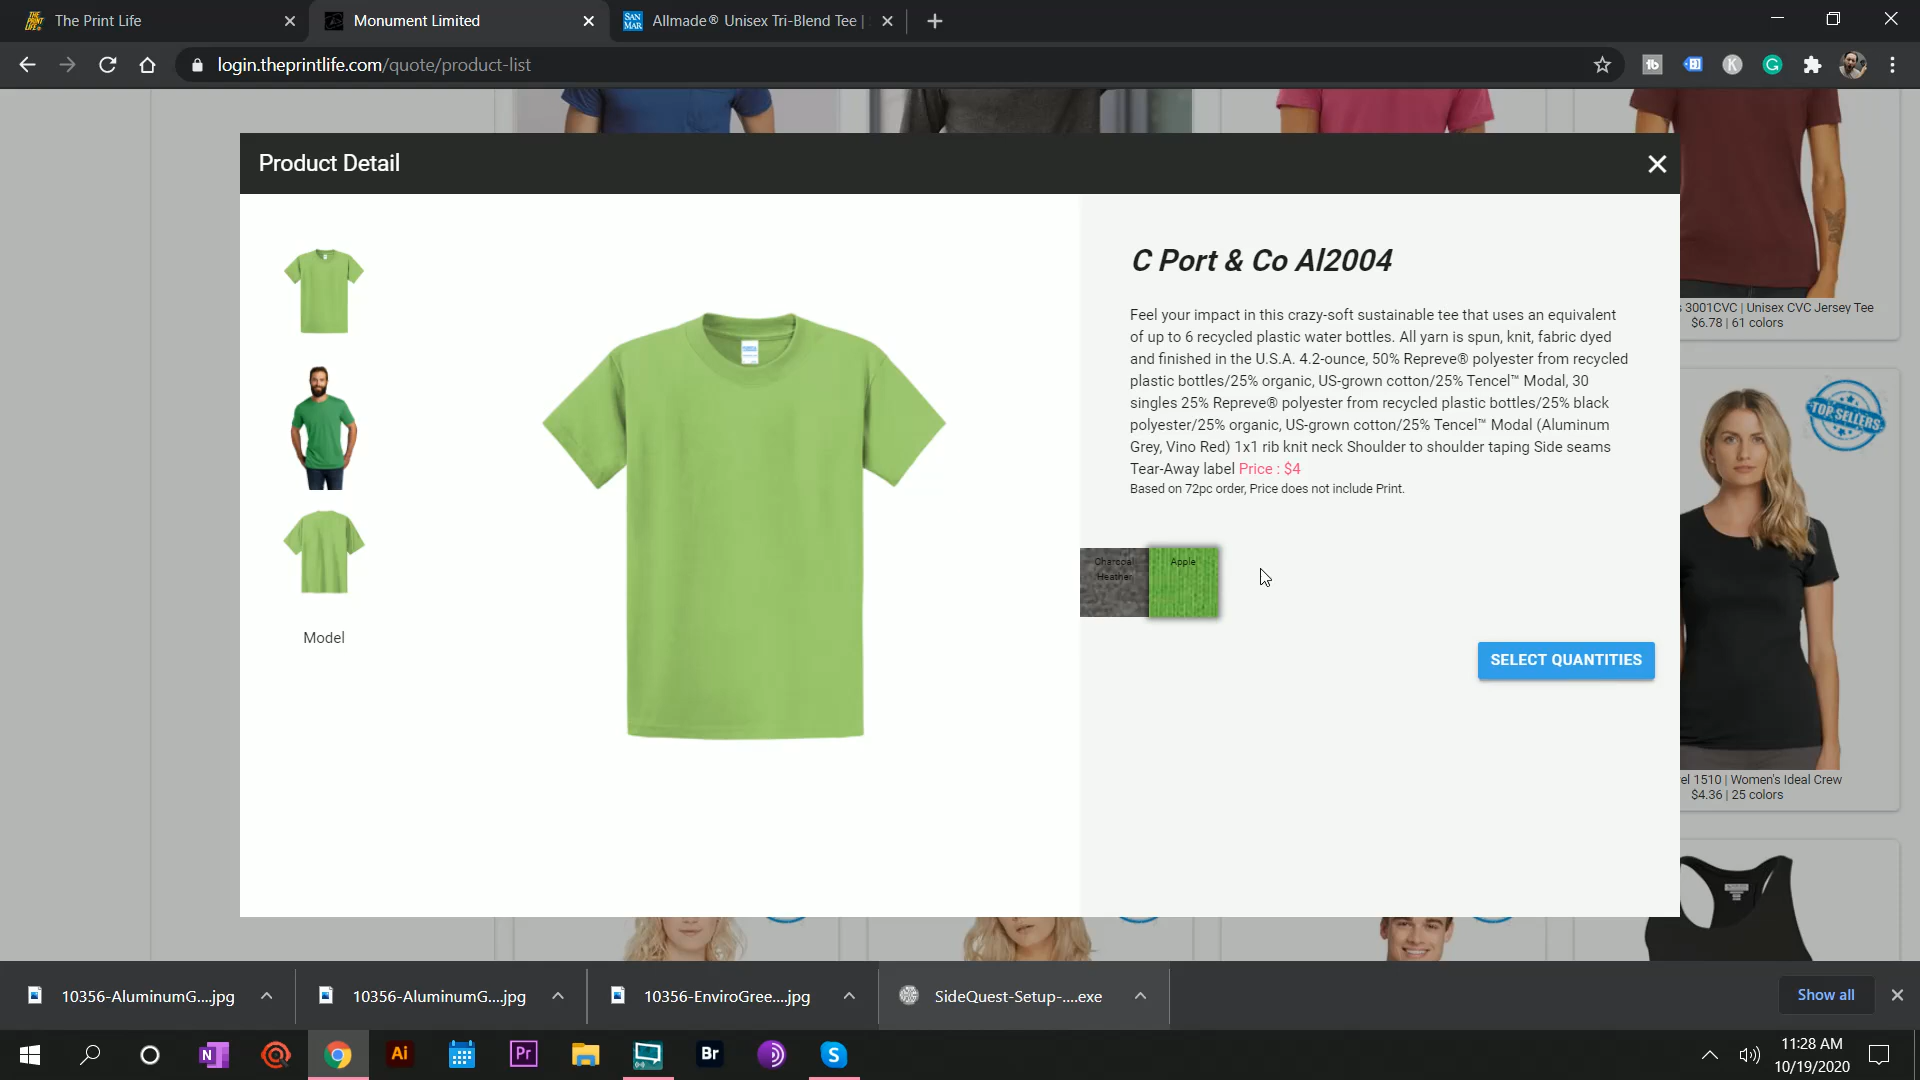 The Print Life
Monument Limited
SAN MAR
Allmade® Unisex Tri-Blend Tee |
login.theprintlife.com/quote/product-list
Product Detail
C Port & Co Al2004
Feel your impact in this crazy-soft sustainable tee that uses an equivalent
of up to 6 recycled plastic water bottles. All yarn is spun, knit, fabric dyed
and finished in the U.S.A. 4.2-ounce, 50% Repreve® polyester from recycled
plastic bottles/25% organic, US-grown cotton/25% Tencel™ Modal, 30
singles 25% Repreve® polyester from recycled plastic bottles/25% black
polyester/25% organic, US-grown cotton/25% Tencel™ Modal (Aluminum
Grey, Vino Red) 1x1 rib knit neck Shoulder to shoulder taping Side seams
Tear-Away label Price : $4
Based on 72pc order, Price does not include Print.
Charcoal
Heather
Apple
SELECT QUANTITIES
Model
3001CVC | Unisex CVC Jersey Tee
$6.78 | 61 colors
TOP SELLERS
el 1510 | Women's Ideal Crew
$4.36 | 25 colors
10356-AluminumG....jpg
10356-AluminumG....jpg
10356-EnviroGree....jpg
SideQuest-Setup-....exe
Show all
N
Ai
Pr
Br
S
11:28 AM
10/19/2020